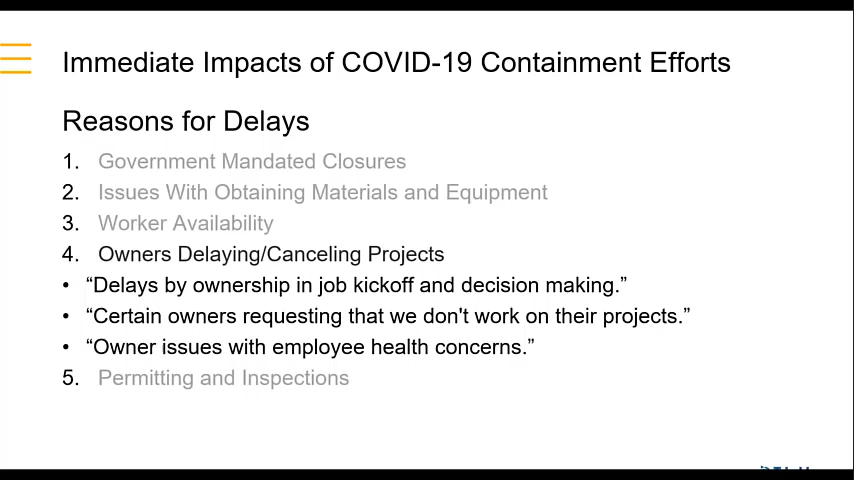 Immediate Impacts of COVID-19 Containment Efforts
Reasons for Delays
1. Government Mandated Closures
2. Issues With Obtaining Materials and Equipment
3. Worker Availability
4. Owners Delaying/Canceling Projects
• “Delays by ownership in job kickoff and decision making.”
• “Certain owners requesting that we don't work on their projects.”
• “Owner issues with employee health concerns.”
5. Permitting and Inspections